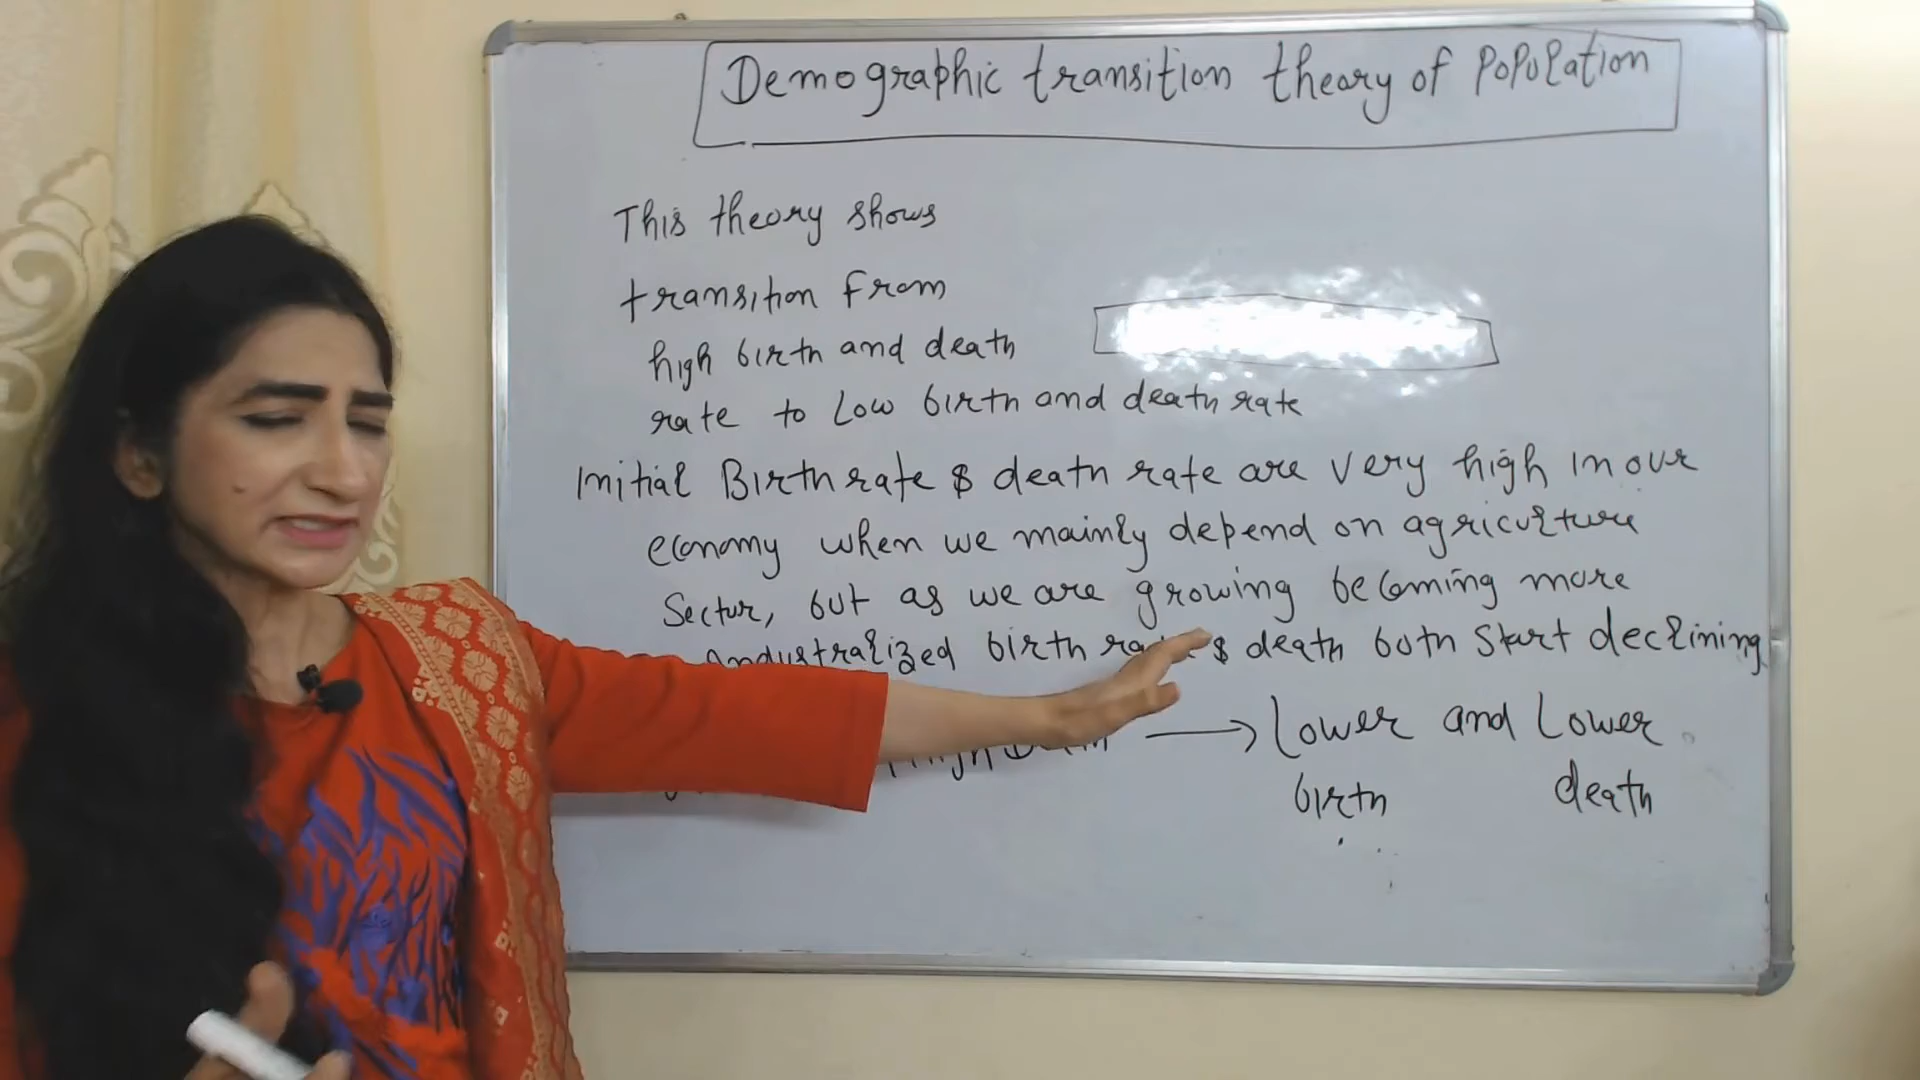 Demographic transition theory of Population
This theory shows
transition from
high birth and death
rate to Low birth and death rate
Initial Birth rate $ death rate are very high in our
economy when we mainly depend on agriculture
Sector, but as we are growing becoming more
industralized birth $ death both start declining
→ Lower and Lower
birth death